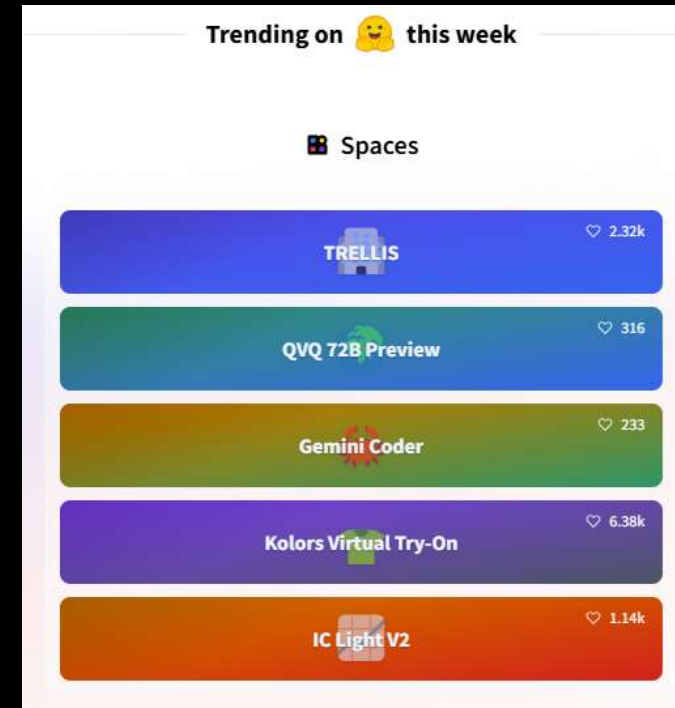 Trending on 🤗 this week
Spaces
2.32k
TRELLIS
316
QVQ 72B Preview
233
Gemini Coder
6.38k
Kolors Virtual Try-On
1.14k
IC Light V2